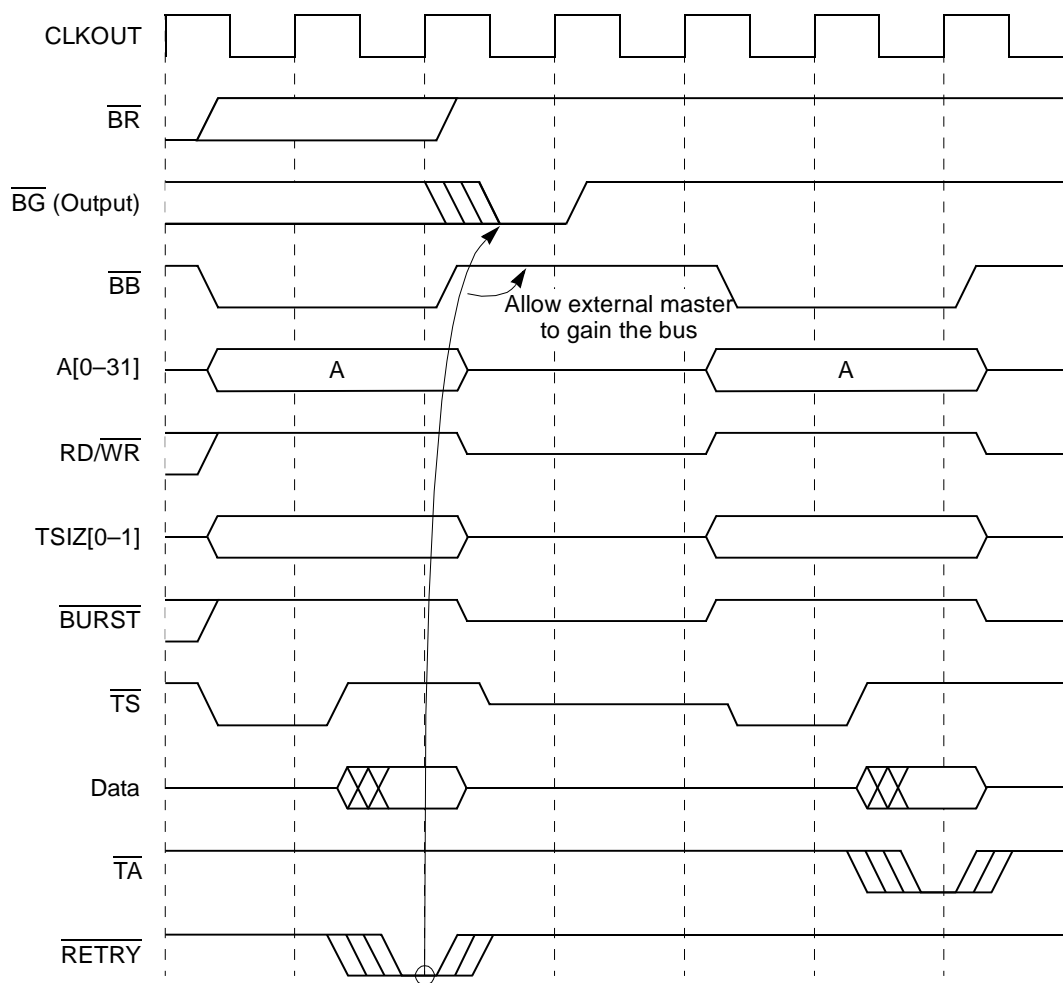 CLKOUT
BR
BG (Output)
BB
Allow external master
to gain the bus
A[0–31]
A
A
RD/WR
TSIZ[0–1]
BURST
TS
Data
TA
RETRY